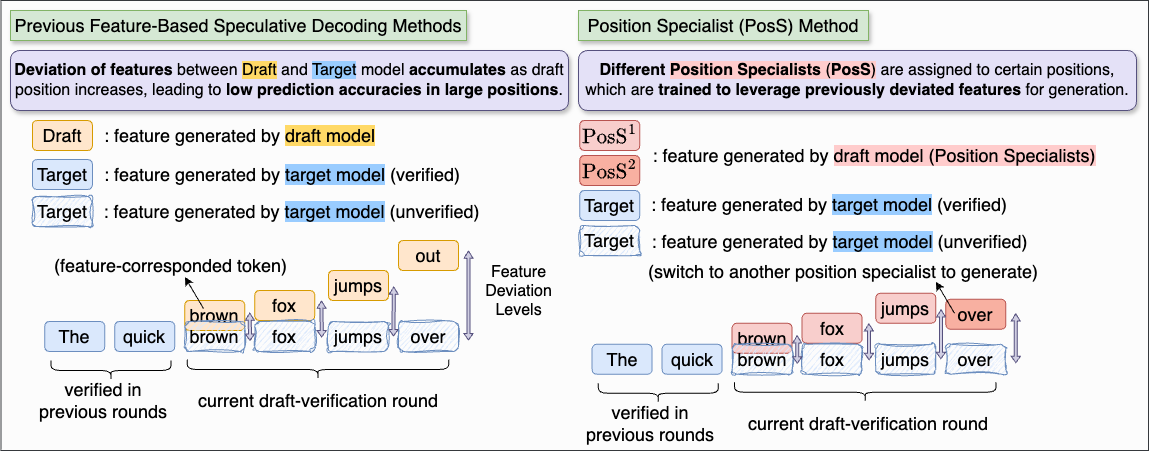 Previous Feature-Based Speculative Decoding Methods
Deviation of features between Draft and Target model accumulates as draft
position increases, leading to low prediction accuracies in large positions.
Draft : feature generated by draft model
Target : feature generated by target model (verified)
Target : feature generated by target model (unverified)
(feature-corresponded token)
out
jumps
fox
brown
Feature
Deviation
Levels
The quick brown fox jumps over
verified in
previous rounds
current draft-verification round
Position Specialist (PosS) Method
Different Position Specialists (PosS) are assigned to certain positions,
which are trained to leverage previously deviated features for generation.
PosS¹
PosS²
: feature generated by draft model (Position Specialists)
Target : feature generated by target model (verified)
Target : feature generated by target model (unverified)
(switch to another position specialist to generate)
jumps
over
fox
brown
The quick brown fox jumps over
verified in
previous rounds
current draft-verification round